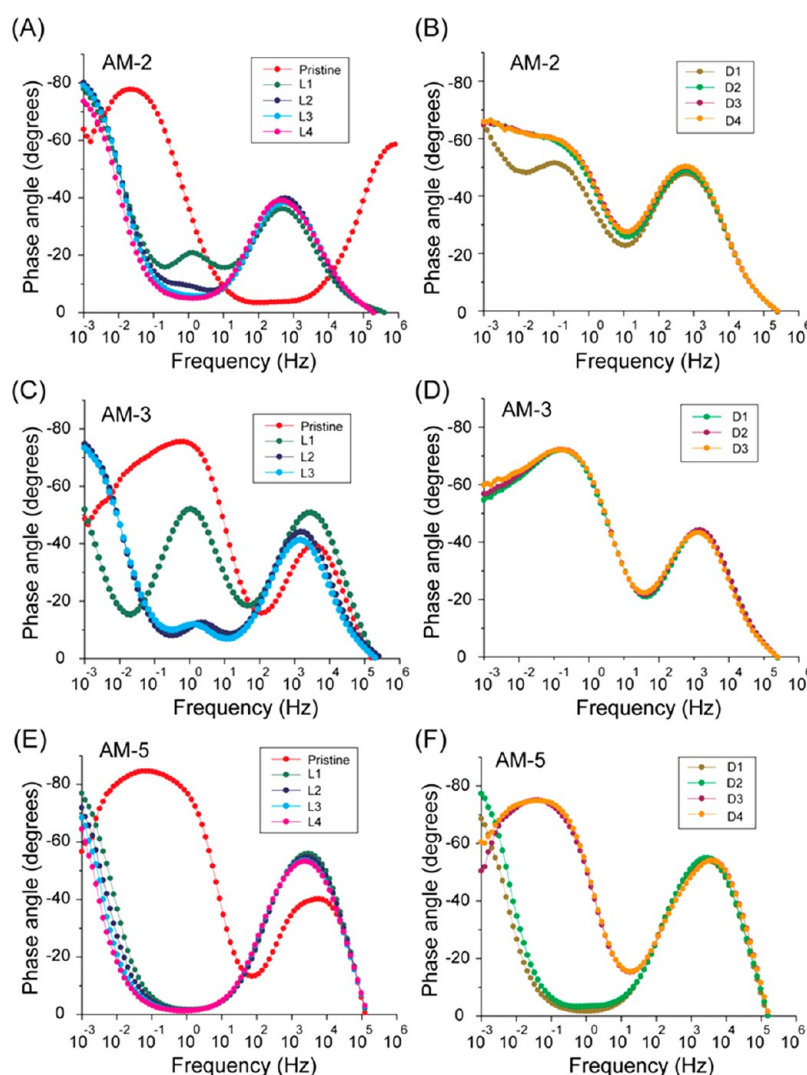 (A)
AM-2
Pristine
L1
L2
L3
L4
Phase angle (degrees)
-80
-60
-40
-20
0
10-3 10-2 10-1 100 101 102 103 104 105 106
Frequency (Hz)
(B)
AM-2
D1
D2
D3
D4
Phase angle (degrees)
-80
-60
-40
-20
0
10-3 10-2 10-1 100 101 102 103 104 105 106
Frequency (Hz)
(C)
AM-3
Pristine
L1
L2
L3
Phase angle (degrees)
-80
-60
-40
-20
0
10-3 10-2 10-1 100 101 102 103 104 105 106
Frequency (Hz)
(D)
AM-3
D1
D2
D3
Phase angle (degrees)
-80
-60
-40
-20
0
10-3 10-2 10-1 100 101 102 103 104 105 106
Frequency (Hz)
(E)
AM-5
Pristine
L1
L2
L3
L4
Phase angle (degrees)
-80
-60
-40
-20
0
10-3 10-2 10-1 100 101 102 103 104 105 106
Frequency (Hz)
(F)
AM-5
D1
D2
D3
D4
Phase angle (degrees)
-80
-60
-40
-20
0
10-3 10-2 10-1 100 101 102 103 104 105 106
Frequency (Hz)